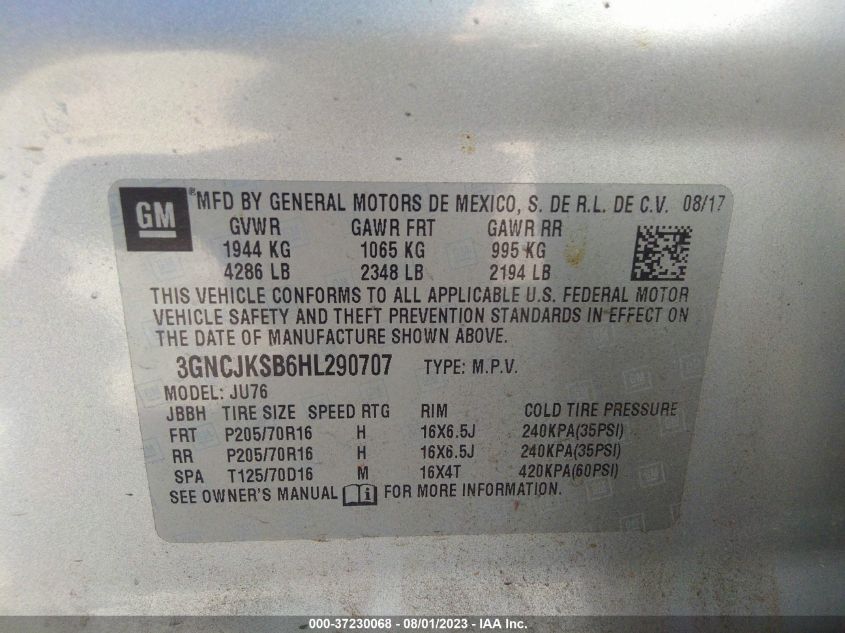 GM
® MFD BY GENERAL MOTORS DE MEXICO, S. DE R.L. DE C.V. 08/17
GVWR GAWR FRT GAWR RR
1944 KG 1065 KG 995 KG
4286 LB 2348 LB 2194 LB
THIS VEHICLE CONFORMS TO ALL APPLICABLE U.S. FEDERAL MOTOR
VEHICLE SAFETY AND THEFT PREVENTION STANDARDS IN EFFECT ON
THE DATE OF MANUFACTURE SHOWN ABOVE.
3GNCJKSB6HL290707 TYPE: M.P.V.
MODEL: JU76
JBBH TIRE SIZE SPEED RTG RIM COLD TIRE PRESSURE
FRT P205/70R16 H 16X6.5J 240KPA(35PSI)
RR P205/70R16 H 16X6.5J 240KPA(35PSI)
SPA T125/70D16 M 16X4T 420KPA(60PSI)
SEE OWNER'S MANUAL FOR MORE INFORMATION.
000-37230068 - 08/01/2023 - IAA Inc.